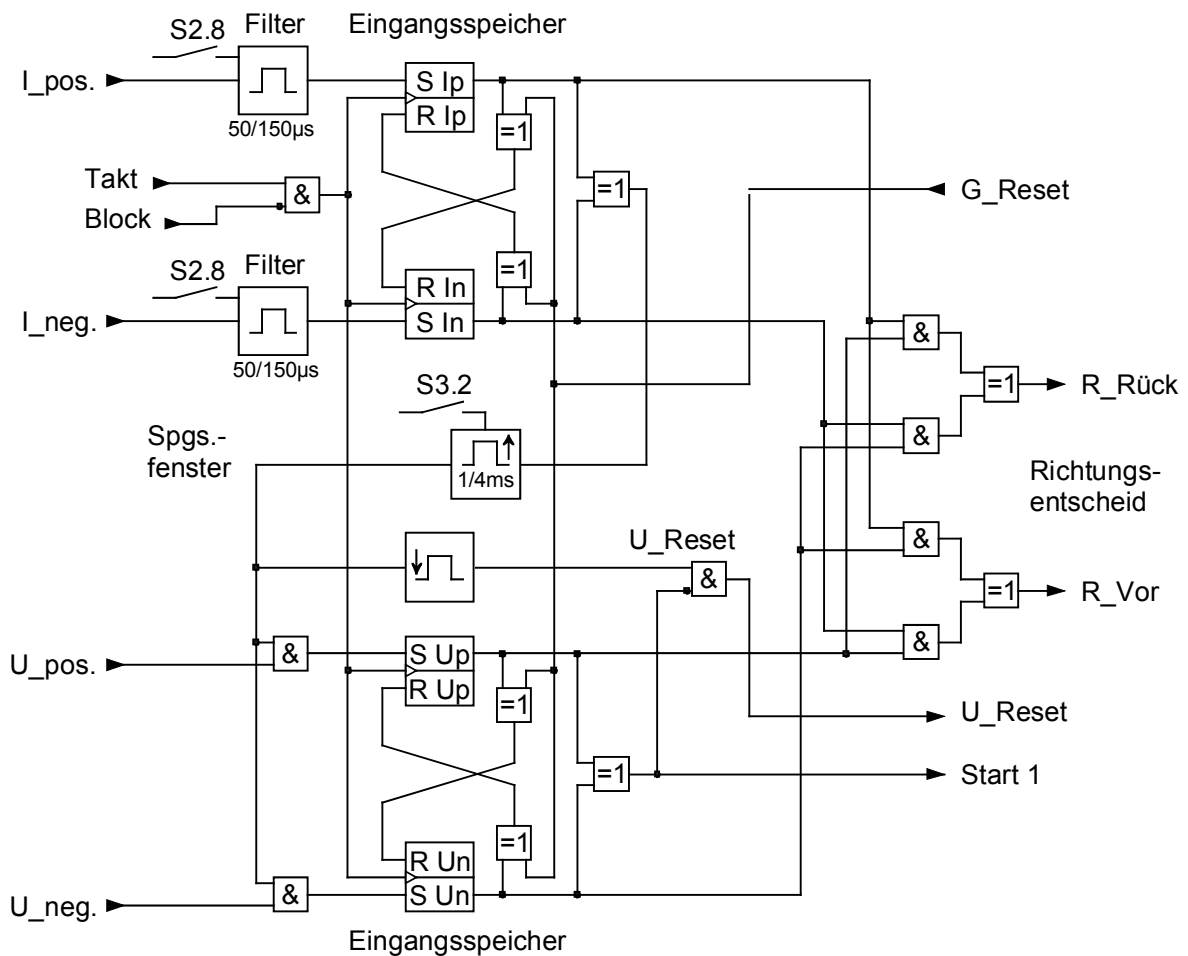 S2.8 Filter Eingangsspeicher
I_pos.
S Ip
R Ip
50/150µs
=1
Takt
Block
&
=1
G_Reset
S2.8 Filter
=1
R In
S In
I_neg.
50/150µs
&
S3.2
=1
R_Rück
&
Spgs.-
fenster
1/4ms
Richtungs-
entscheid
U_Reset
&
&
=1
R_Vor
U_pos.
&
S Up
R Up
&
=1
U_Reset
=1
Start 1
=1
R Un
S Un
&
U_neg.
Eingangsspeicher